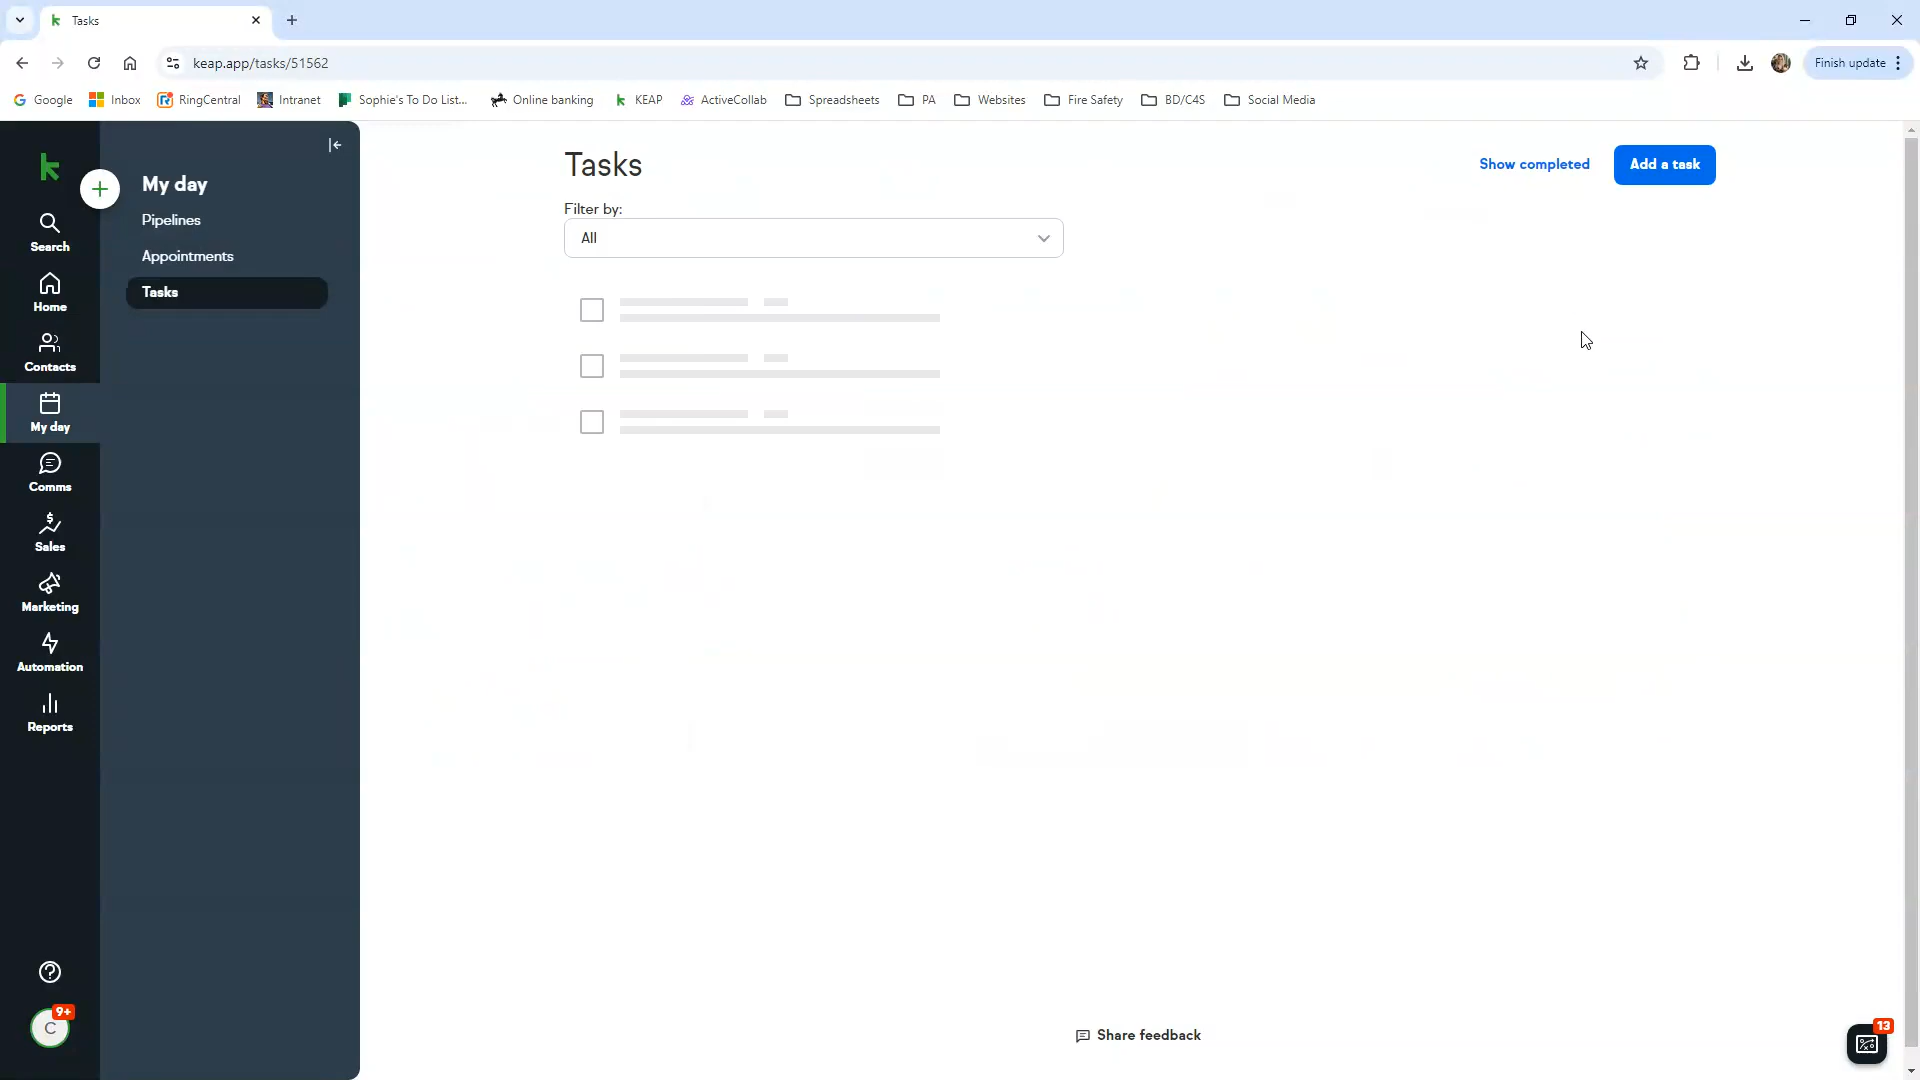 Tasks
keap.app/tasks/51562
Finish update
Google
Inbox
RingCentral
Intranet
Sophie's To Do List...
Online banking
KEAP
ActiveCollab
Spreadsheets
PA
Websites
Fire Safety
BD/C4S
Social Media
Search
Home
Contacts
My day
Comms
Sales
Marketing
Automation
Reports
9+
C
My day
Pipelines
Appointments
Tasks
Tasks
Show completed
Add a task
Filter by:
All
Share feedback
13